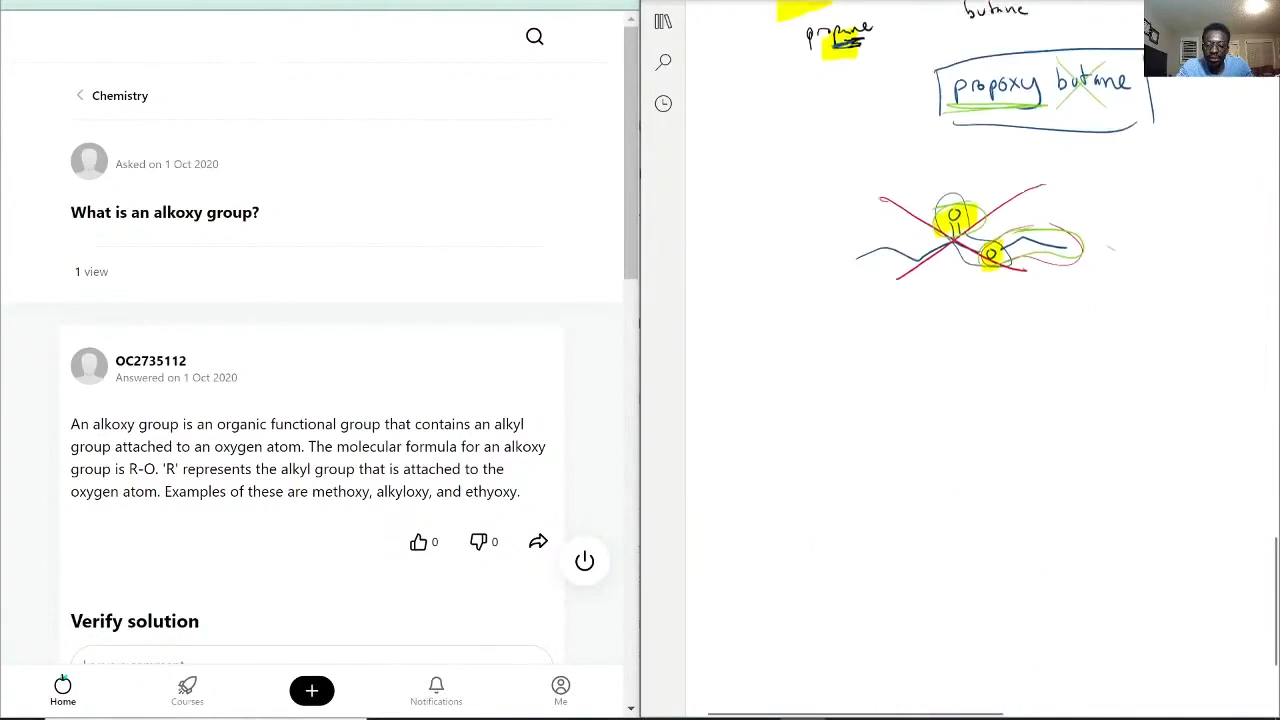 Chemistry
Asked on 1 Oct 2020
What is an alkoxy group?
1 view
OC2735112
Answered on 1 Oct 2020
An alkoxy group is an organic functional group that contains an alkyl
group attached to an oxygen atom. The molecular formula for an alkoxy
group is R-O. 'R' represents the alkyl group that is attached to the
oxygen atom. Examples of these are methoxy, alkyloxy, and ethyoxy.
0
0
Verify solution
Home
Courses
Notifications
Me
butane
propane
propoxy butane
O
O